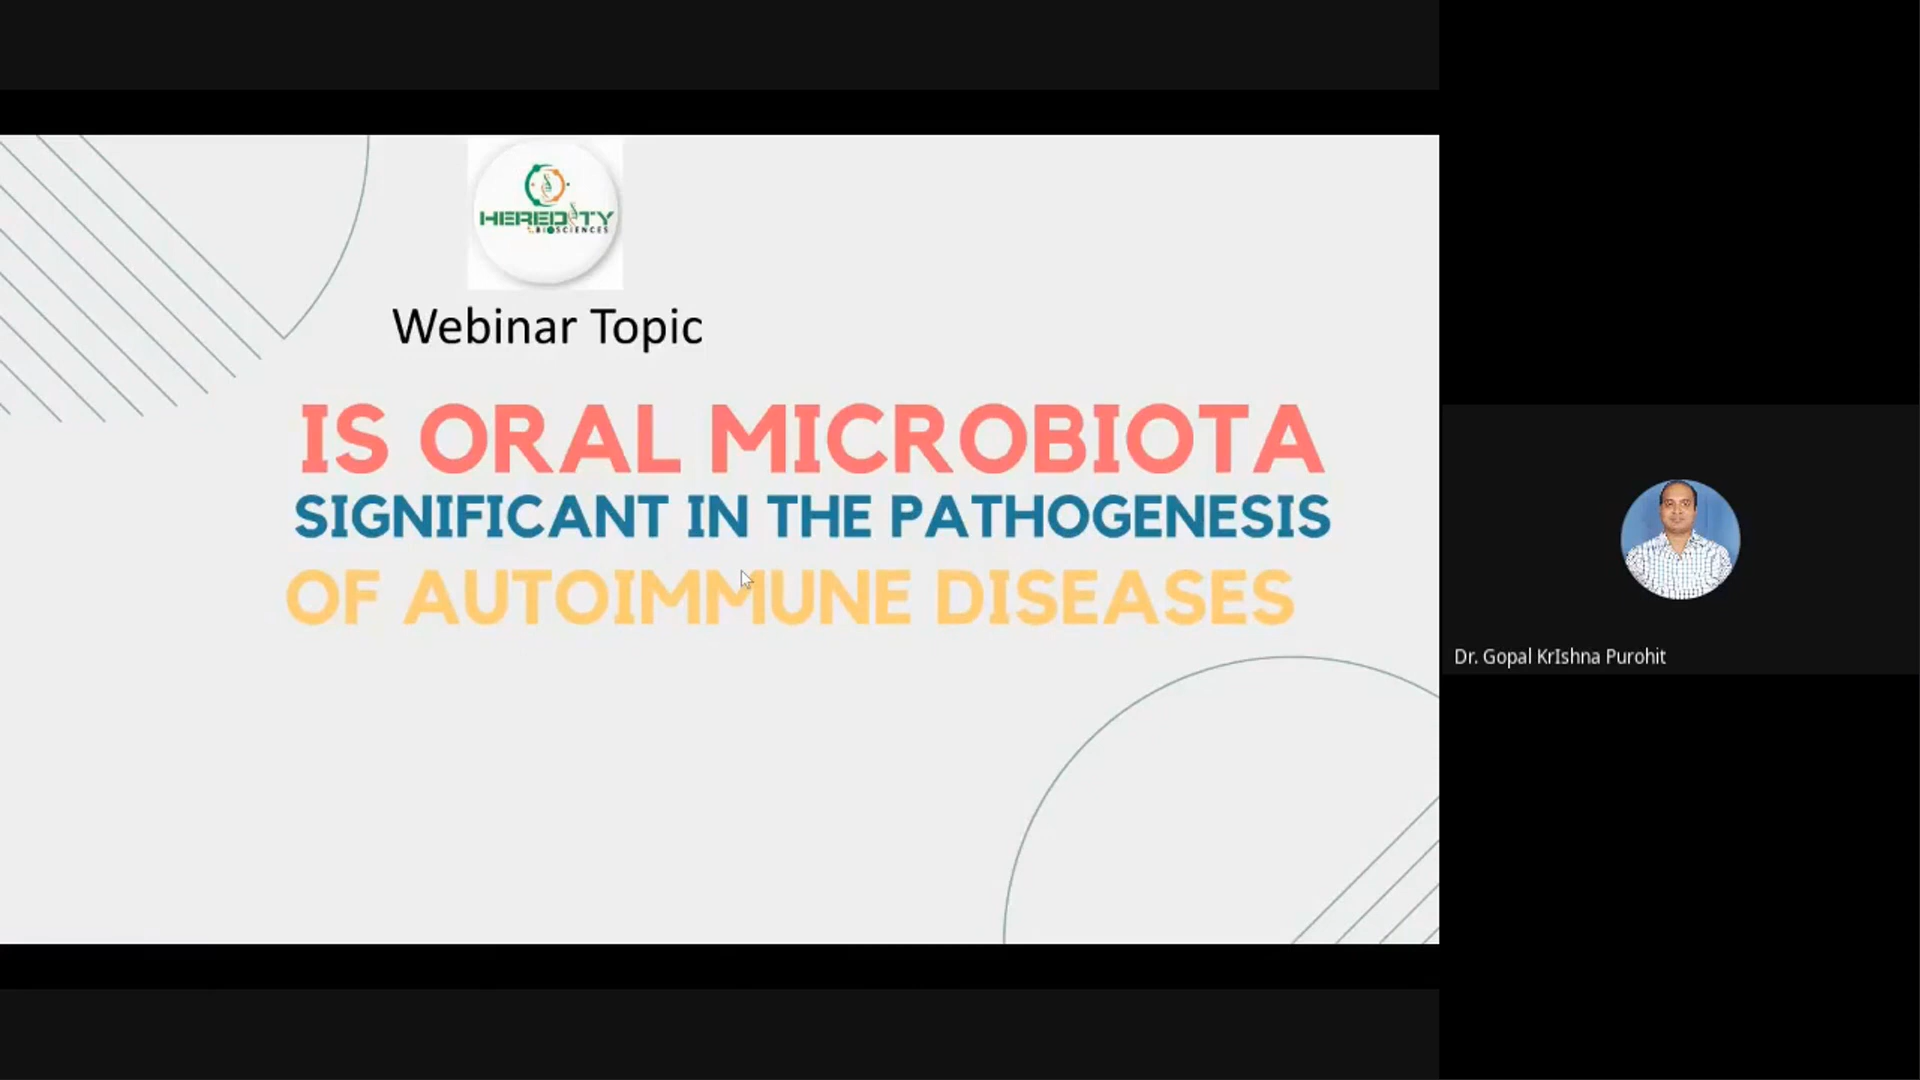 HEREDITY
BIOSCIENCES
Webinar Topic
IS ORAL MICROBIOTA
SIGNIFICANT IN THE PATHOGENESIS
OF AUTOIMMUNE DISEASES
Dr. Gopal KrIshna Purohit